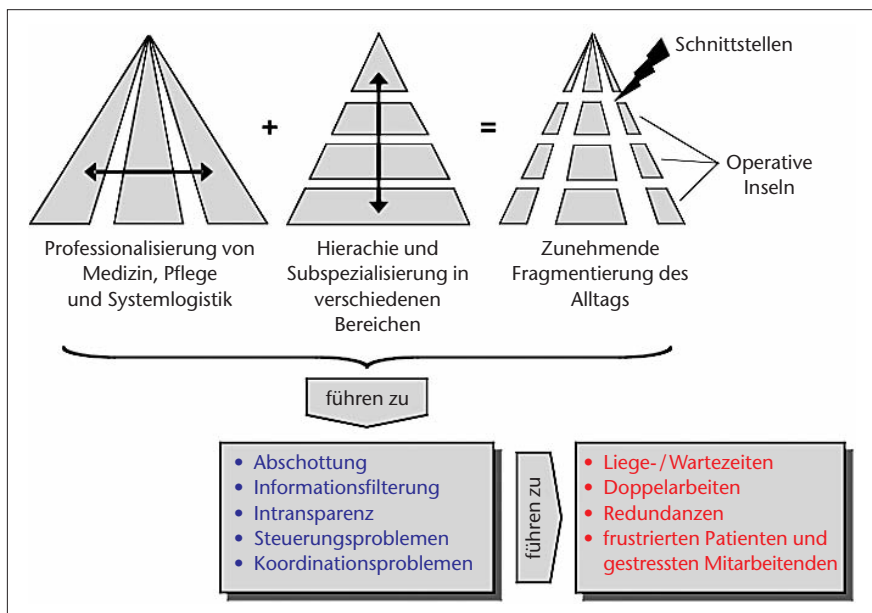 Schnittstellen
+
=
Operative
Inseln
Professionalisierung von
Medizin, Pflege
und Systemlogistik
Hierachie und
Subspezialisierung in
verschiedenen
Bereichen
Zunehmende
Fragmentierung des
Alltags
führen zu
• Abschottung
• Informationsfilterung
• Intransparenz
• Steuerungsproblemen
• Koordinationsproblemen
führen zu
• Liege-/Wartezeiten
• Doppelarbeiten
• Redundanzen
• frustrierten Patienten und
gestressten Mitarbeitenden